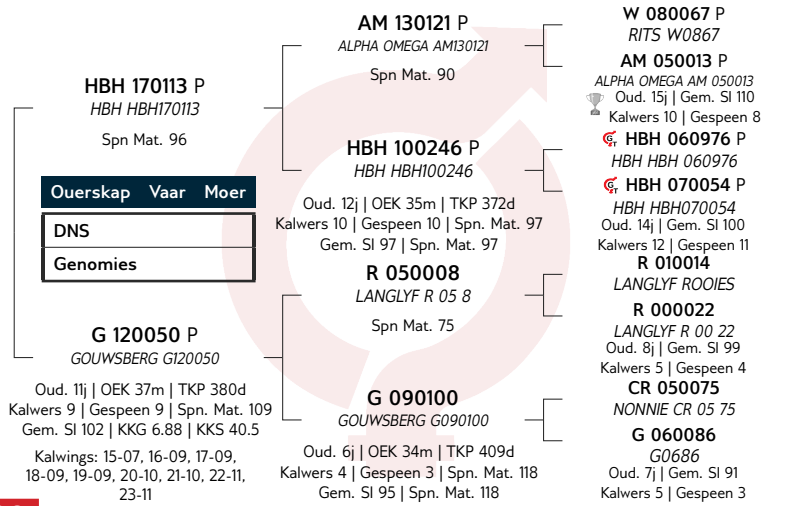 HBH 170113 P
HBH HBH170113
Spn Mat. 96
Ouerskap Vaar Moer
DNS
Genomies
G 120050 P
GOUWSBERG G120050
Oud. 11j | OEK 37m | TKP 380d
Kalwers 9 | Gespeen 9 | Spn. Mat. 109
Gem. SI 102 | KKG 6.88 | KKS 40.5
Kalwings: 15-07, 16-09, 17-09,
18-09, 19-09, 20-10, 21-10, 22-11,
23-11
AM 130121 P
ALPHA OMEGA AM130121
Spn Mat. 90
HBH 100246 P
HBH HBH100246
Oud. 12j | OEK 35m | TKP 372d
Kalwers 10 | Gespeen 10 | Spn. Mat. 97
Gem. SI 97 | Spn. Mat. 97
R 050008
LANGLYF R 05 8
Spn Mat. 75
G 090100
GOUWSBERG G090100
Oud. 6j | OEK 34m | TKP 409d
Kalwers 4 | Gespeen 3 | Spn. Mat. 118
Gem. SI 95 | Spn. Mat. 118
W 080067 P
RITS W0867
AM 050013 P
ALPHA OMEGA AM 050013
Oud. 15j | Gem. SI 110
Kalwers 10 | Gespeen 8
HBH 060976 P
HBH HBH 060976
HBH 070054 P
HBH HBH070054
Oud. 14j | Gem. SI 100
Kalwers 12 | Gespeen 11
R 010014
LANGLYF ROOIES
R 000022
LANGLYF R 00 22
Oud. 8j | Gem. SI 99
Kalwers 5 | Gespeen 4
CR 050075
NONNIE CR 05 75
G 060086
G0686
Oud. 7j | Gem. SI 91
Kalwers 5 | Gespeen 3